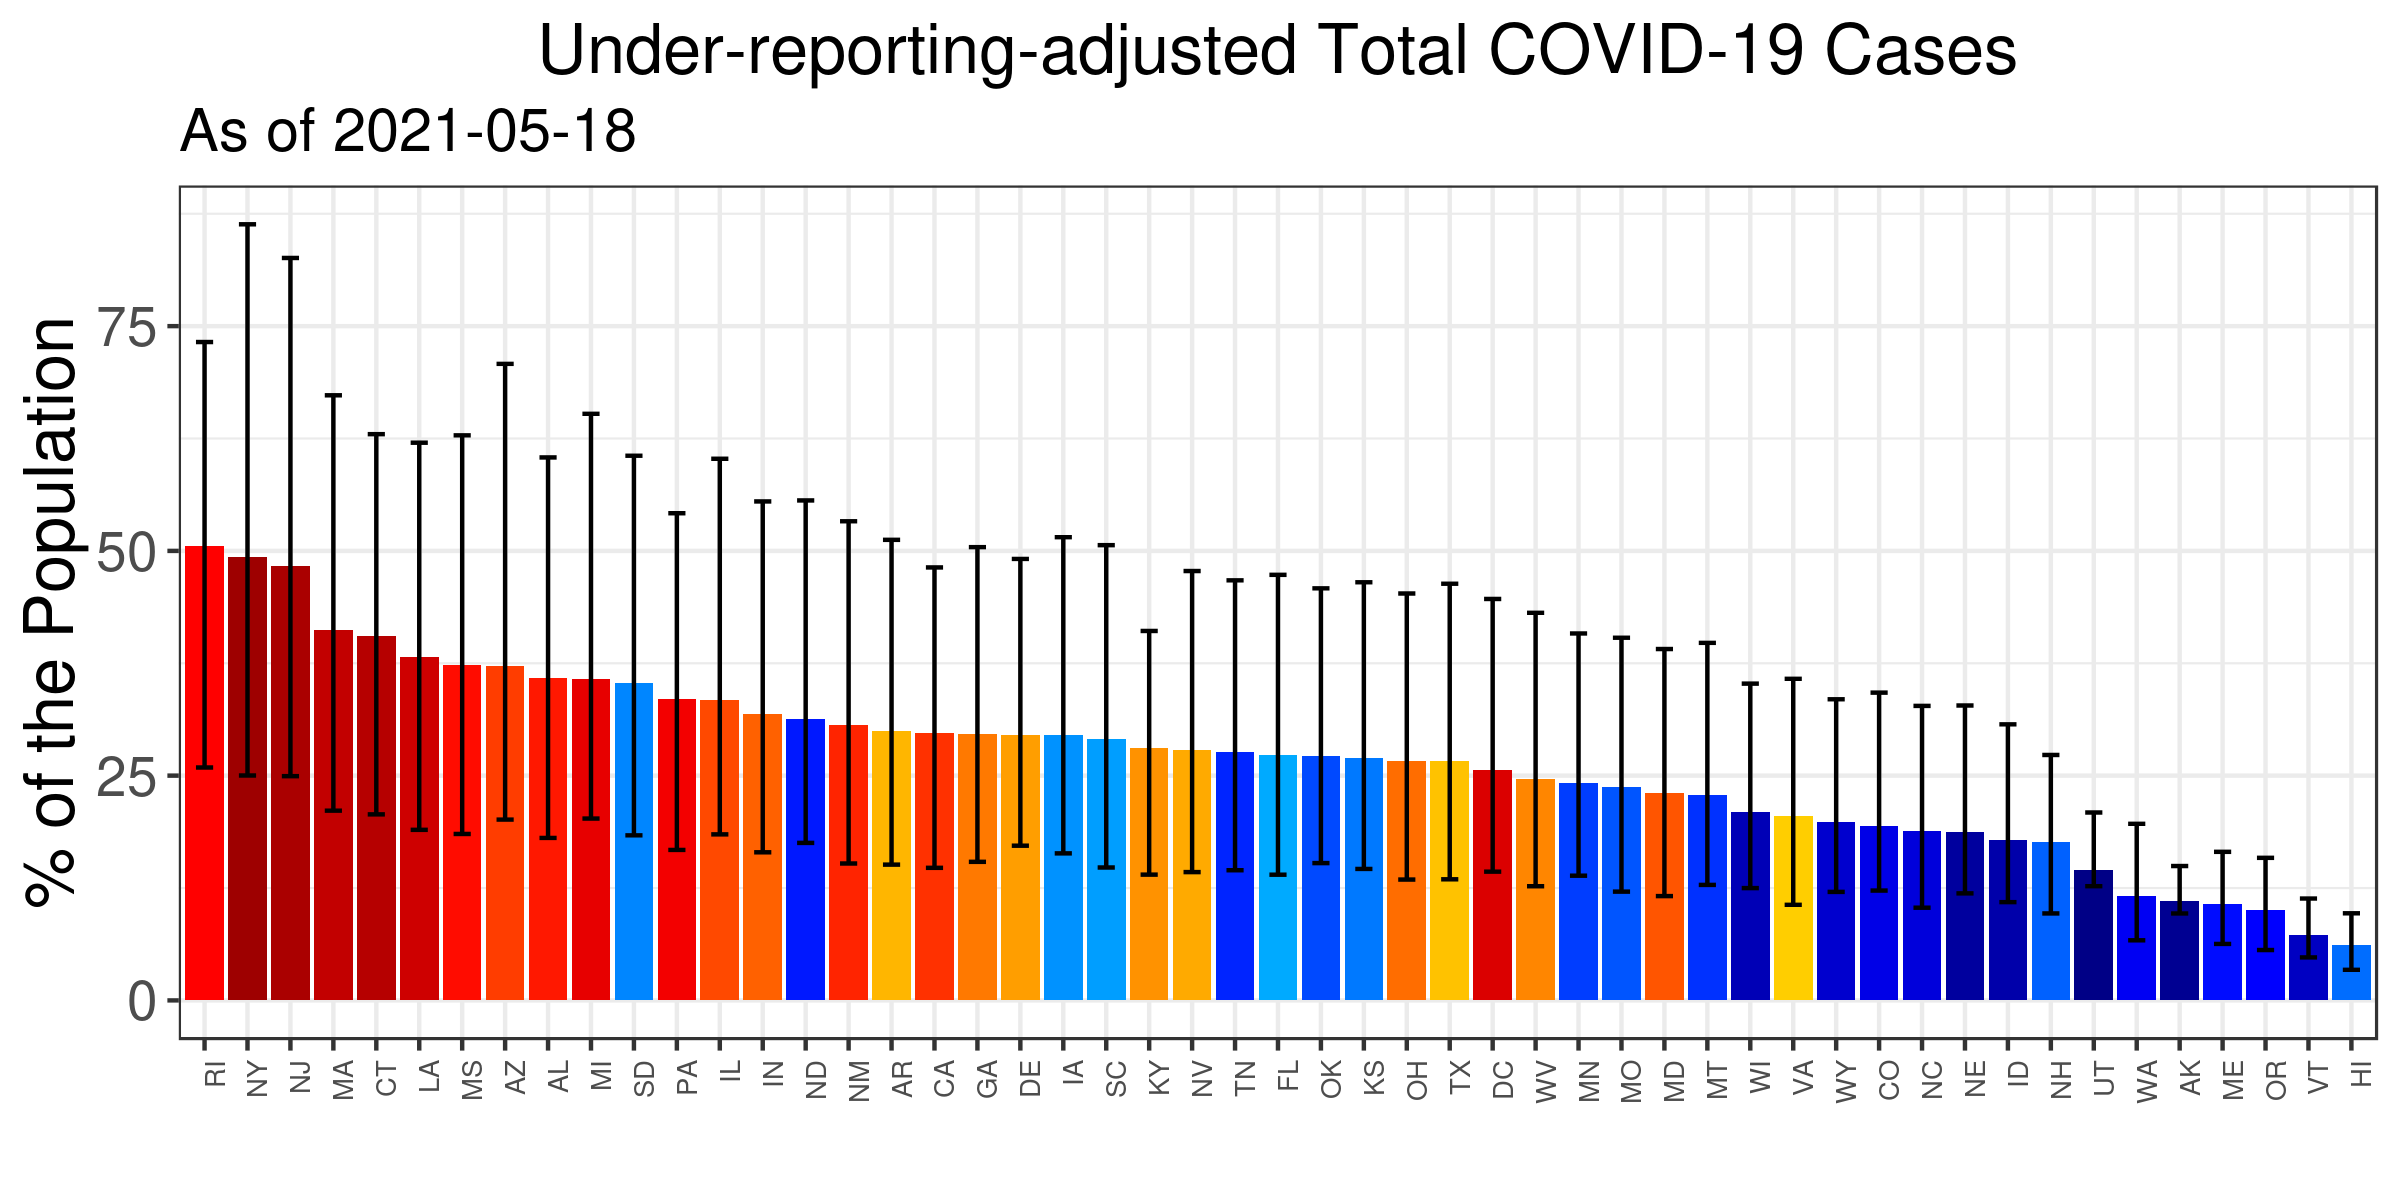 Under-reporting-adjusted Total COVID-19 Cases
As of 2021-05-18
% of the Population
75
50
25
0
RI NY NJ MA CT LA MS AZ AL MI SD PA IL IN ND NM AR CA GA DE IA SC KY NV TN FL OK KS OH TX DC WV MN MO MD MT WI VA WY CO NC NE ID NH UT WA AK ME OR VT HI